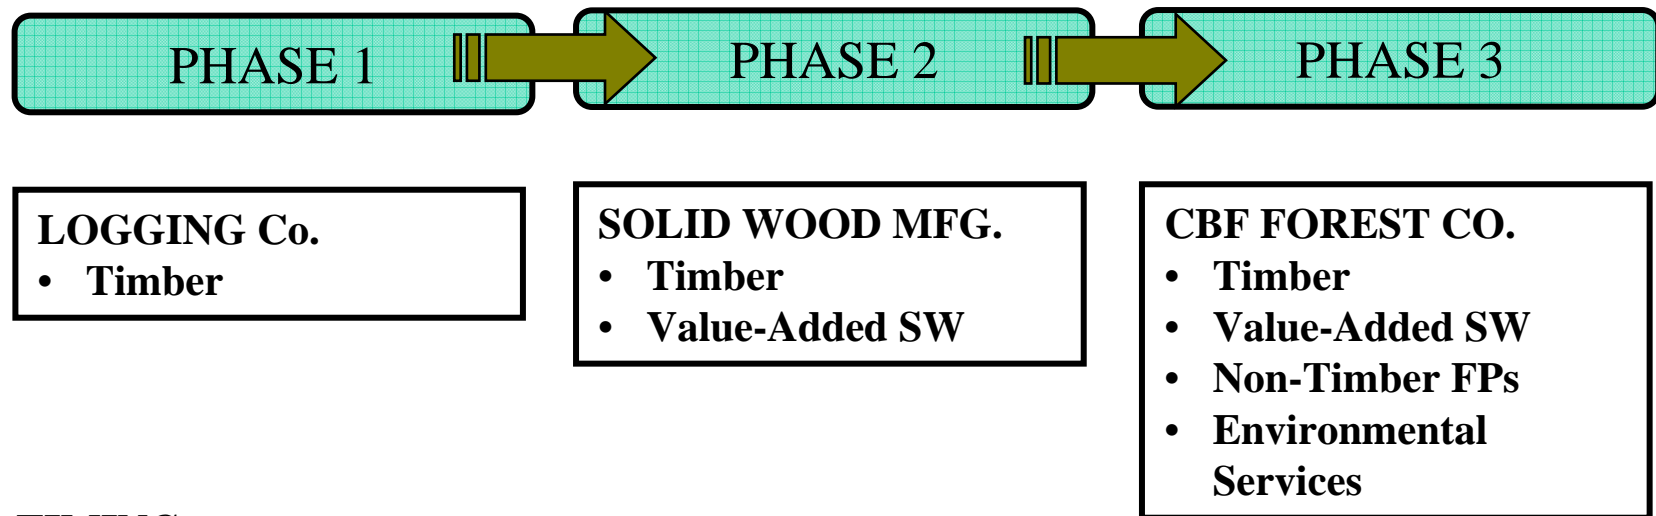 PHASE 1
PHASE 2
PHASE 3
LOGGING Co.
• Timber
SOLID WOOD MFG.
• Timber
• Value-Added SW
CBF FOREST CO.
• Timber
• Value-Added SW
• Non-Timber FPs
• Environmental
Services